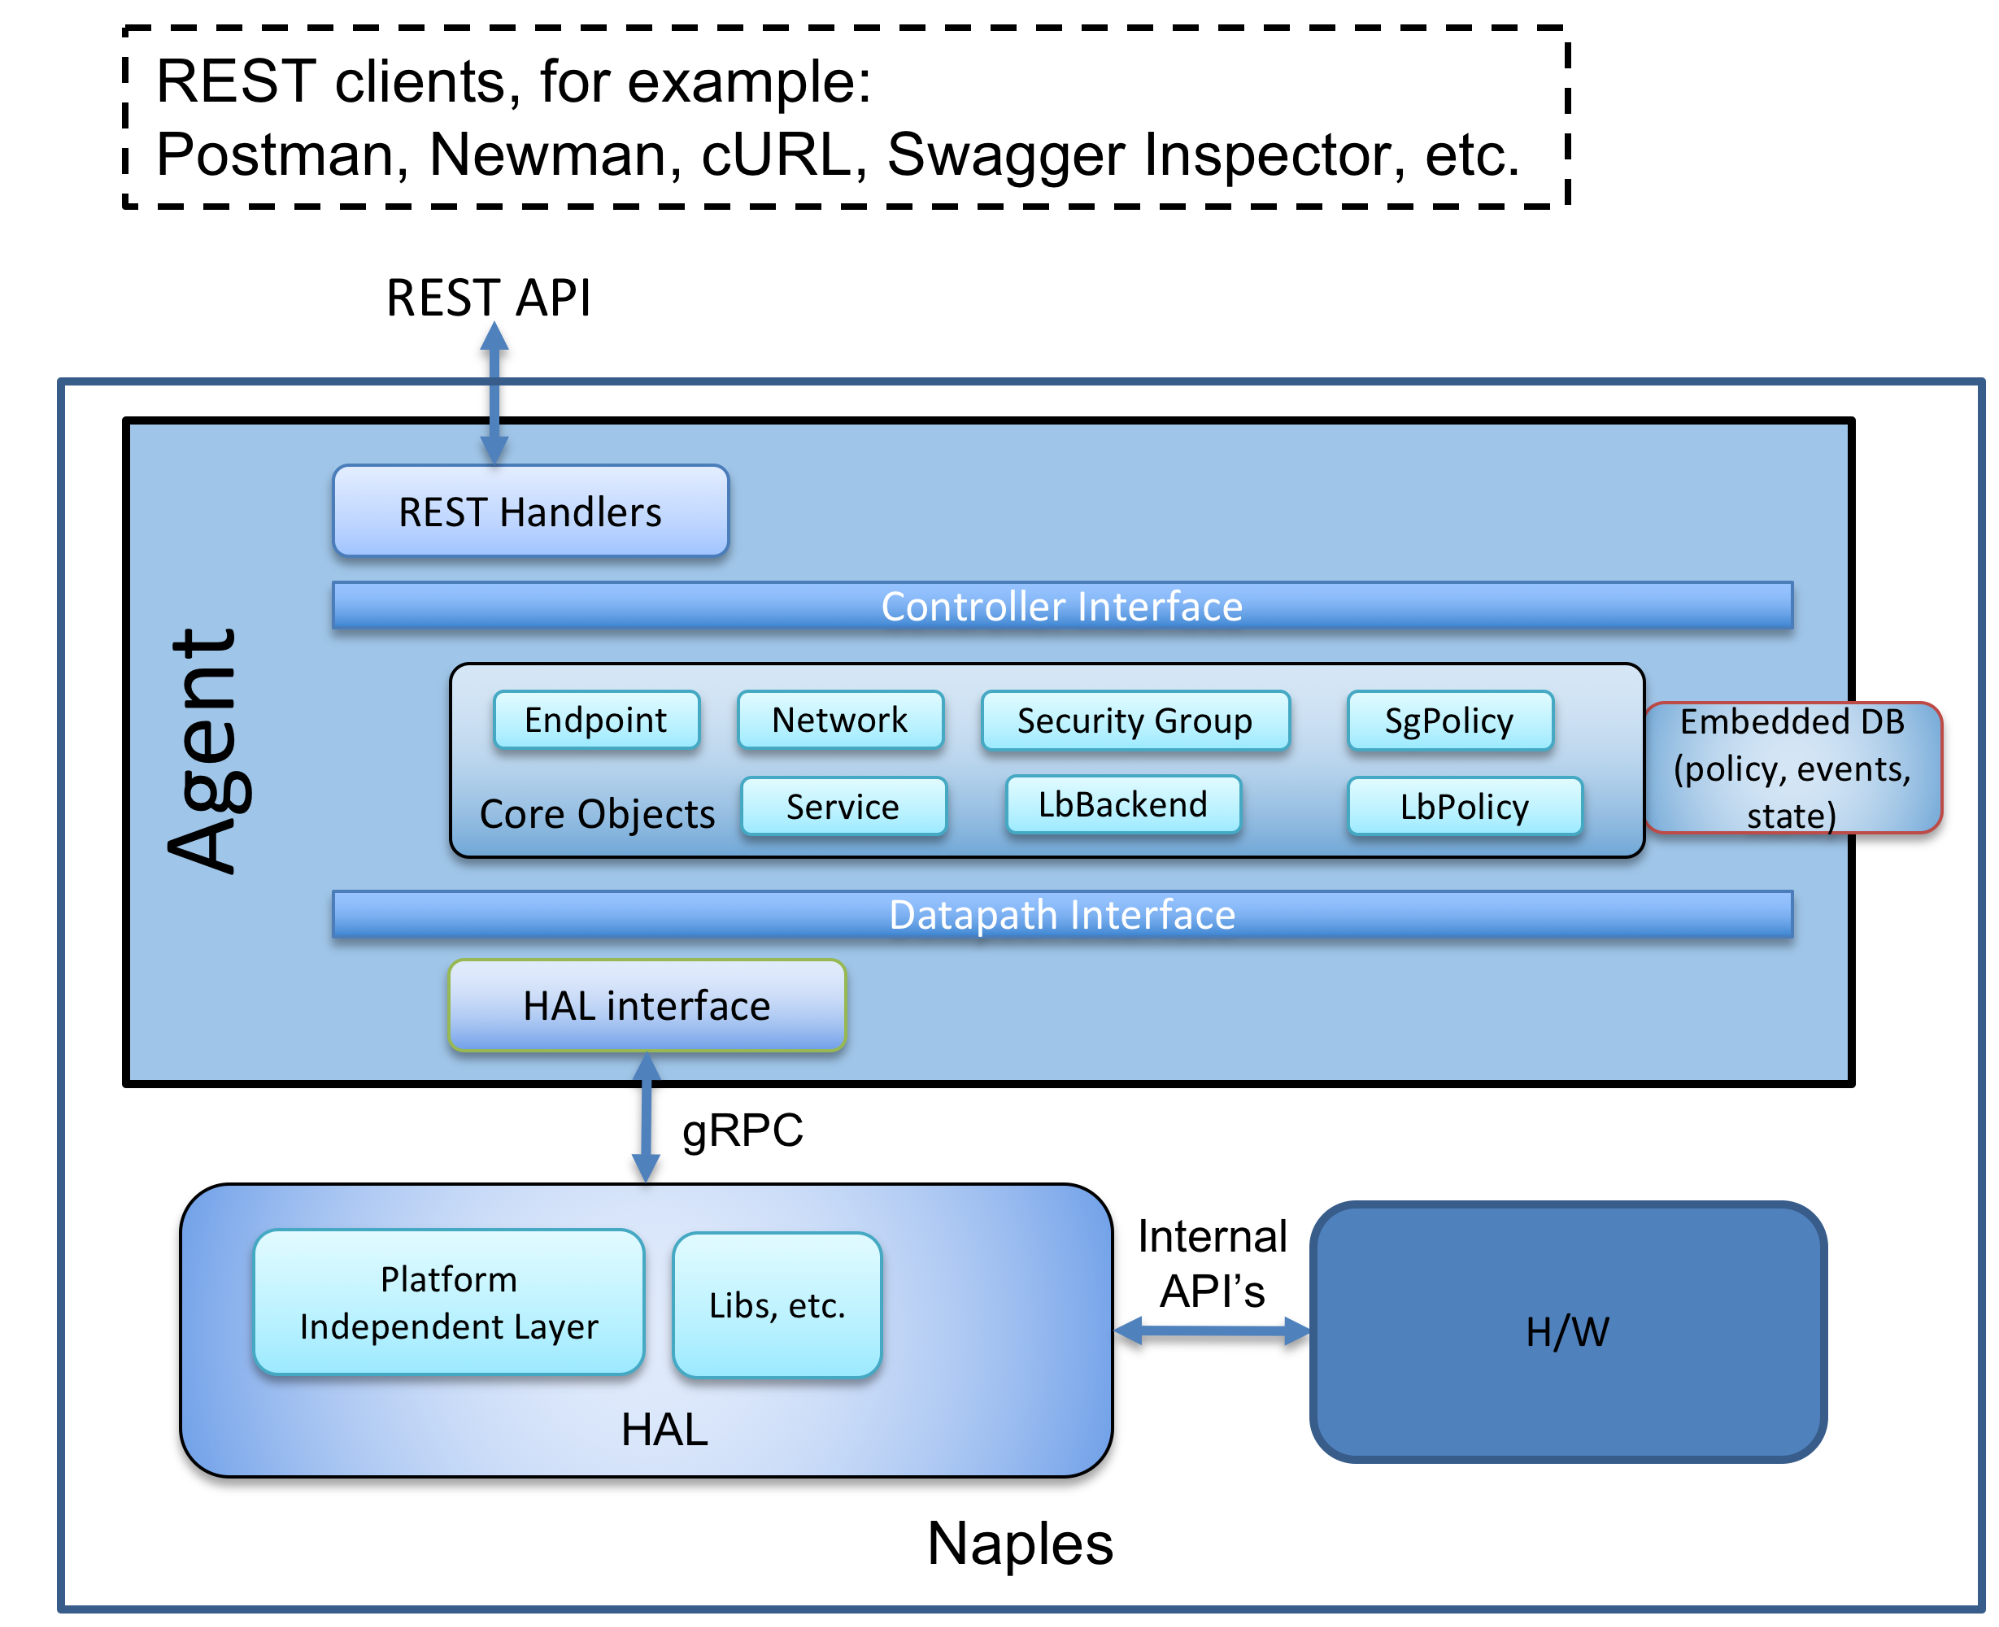 REST clients, for example:
Postman, Newman, cURL, Swagger Inspector, etc.
REST API
Agent
REST Handlers
Controller Interface
Endpoint
Network
Security Group
SgPolicy
Core Objects
Service
LbBackend
LbPolicy
Embedded DB
(policy, events,
state)
Datapath Interface
HAL interface
gRPC
Platform
Independent Layer
Libs, etc.
HAL
Internal
API’s
H/W
Naples